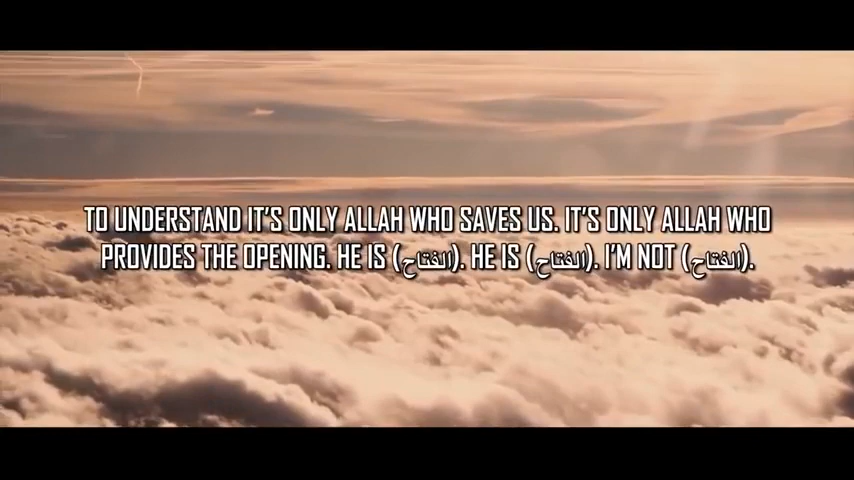 TO UNDERSTAND IT'S ONLY ALLAH WHO SAVES US. IT'S ONLY ALLAH WHO
PROVIDES THE OPENING. HE IS (الفتاح). HE IS (الفتاح). I'M NOT (الفتاح).